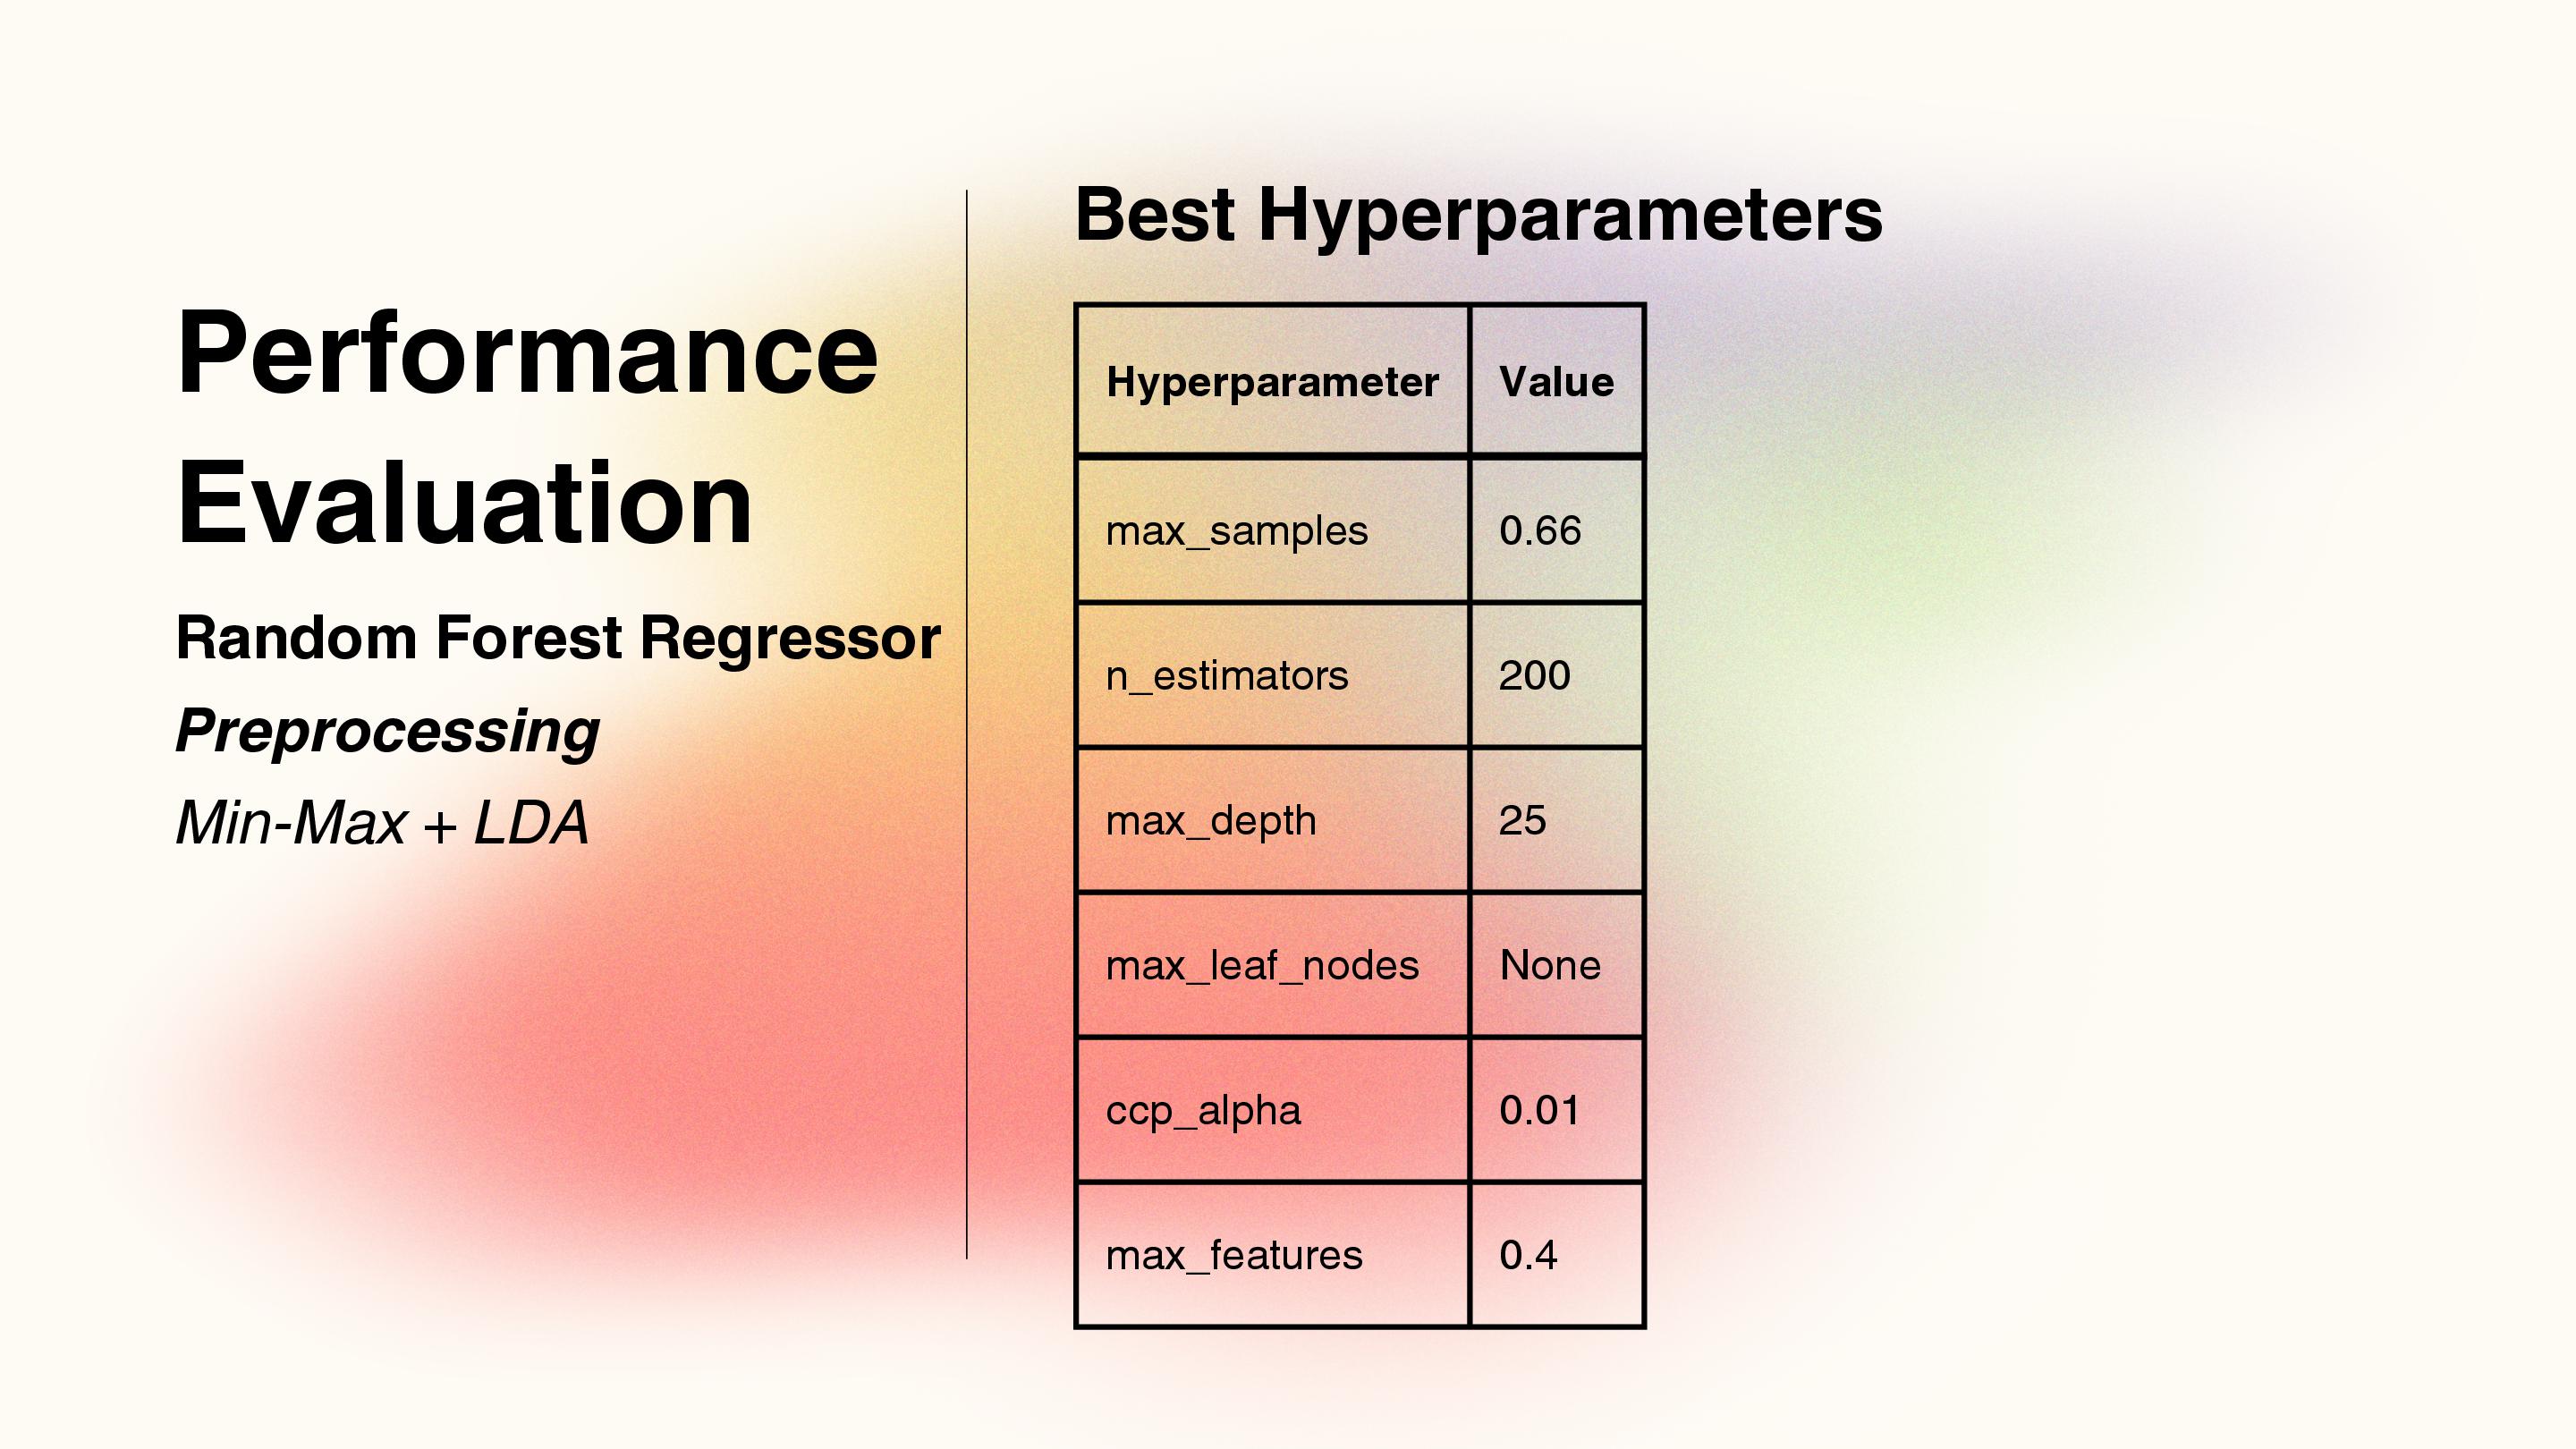 Performance
Evaluation
Random Forest Regressor
Preprocessing
Min-Max + LDA
Best Hyperparameters
Hyperparameter Value
max_samples 0.66
n_estimators 200
max_depth 25
max_leaf_nodes None
ccp_alpha 0.01
max_features 0.4